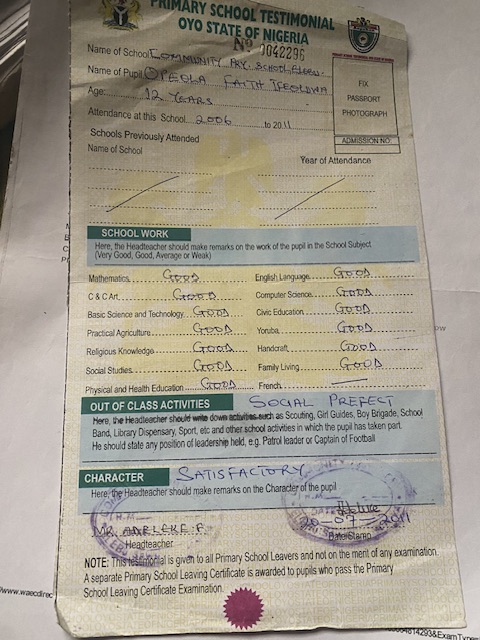 PRIMARY SCHOOL TESTIMONIAL
OYO STATE OF NIGERIA
No 0042296
Name of School COMMUNITY PRY. SCHOOL,
Name of Pupil OPEOLA FAITH IFEOLUWA
Age: 12 YEARS
FIX
PASSPORT
PHOTOGRAPH
Attendance at this School 2006 to 2011
ADMISSION NO:
Schools Previously Attended
Name of School
Year of Attendance
SCHOOL WORK
Here, the Headteacher should make remarks on the work of the pupil in the School Subject
(Very Good, Good, Average or Weak)
Mathematics GOOD English Language GOOD
C & C Art GOOD Computer Science GOOD
Basic Science and Technology GOOD Civic Education GOOD
Practical Agriculture GOOD Yoruba GOOD
Religious Knowledge GOOD Handcraft GOOD
Social Studies GOOD Family Living GOOD
Physical and Health Education GOOD French
OUT OF CLASS ACTIVITIES SOCIAL PREFECT
Here, the Headteacher should write down activities such as Scouting, Girl Guides, Boy Brigade, School
Band, Library Dispensary, Sport, etc and other school activities in which the pupil has taken part.
He should state any position of leadership held, e.g. Patrol leader or Captain of Football
CHARACTER SATISFACTORY
Here, the Headteacher should make remarks on the Character of the pupil
MR. ADELEKE F.
Headteacher
07 2011
Date Stamp
NOTE: This testimonial is given to all Primary School Leavers and not on the merit of any examination.
A separate Primary School Leaving Certificate is awarded to pupils who pass the Primary
School Leaving Certificate Examination.
/www.waecdirec
4814293&ExamType